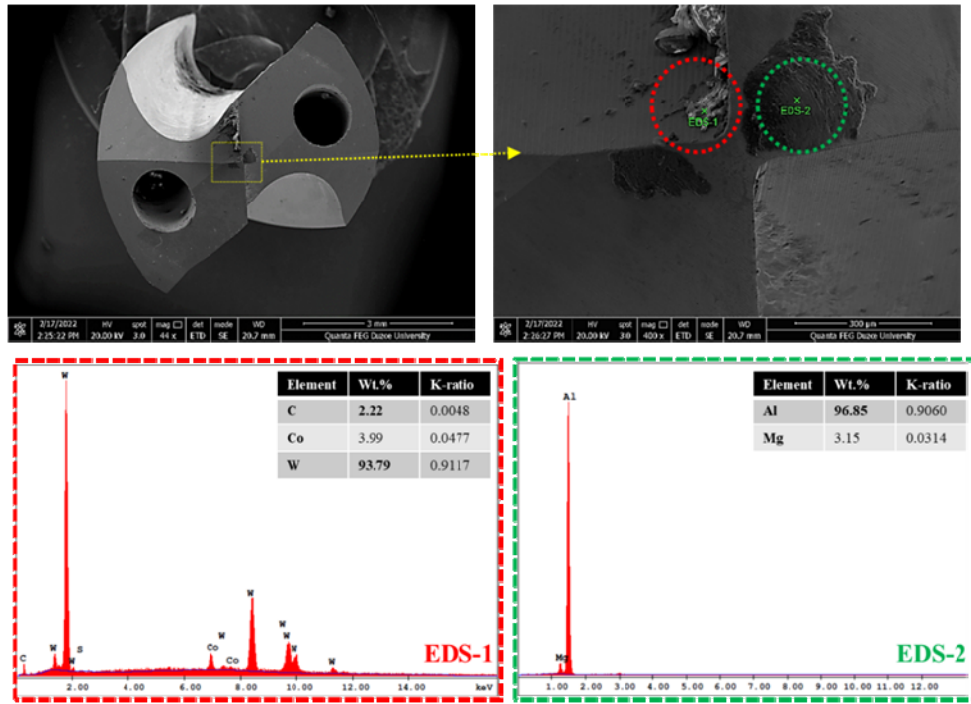 EDS-1
EDS-2
2/17/2022 HV spot mag det mode WD 3 mm
2:25:22 PM 20.00 kV 3.0 44 x ETD SE 20.7 mm Quanta FEG Duzce University
2/17/2022 HV spot mag det mode WD 300 µm
2:26:27 PM 20.00 kV 3.0 400 x ETD SE 20.7 mm Quanta FEG Duzce University
Element Wt.% K-ratio
C 2.22 0.0048
Co 3.99 0.0477
W 93.79 0.9117
W
C W W S Co W Co W W W W W
2.00 4.00 6.00 8.00 10.00 12.00 14.00 keV
EDS-1
Element Wt.% K-ratio
Al 96.85 0.9060
Mg 3.15 0.0314
Al
Mg
1.00 2.00 3.00 4.00 5.00 6.00 7.00 8.00 9.00 10.00 11.00 12.00
EDS-2